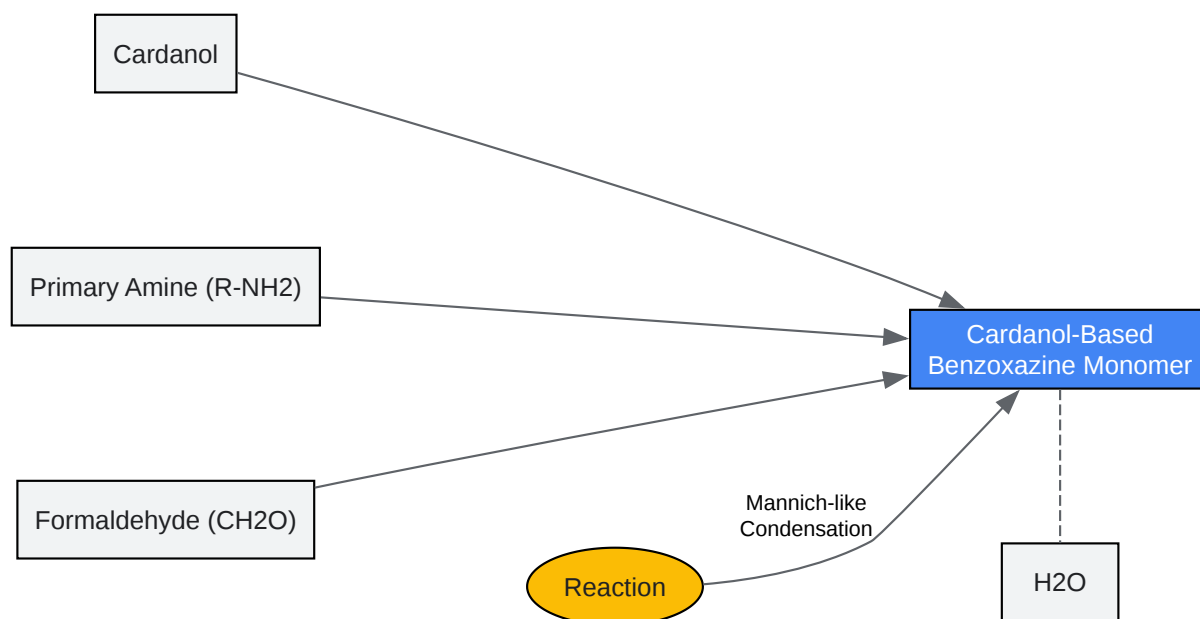 Cardanol
Primary Amine (R-NH2)
Cardanol-Based
Benzoxazine Monomer
Formaldehyde (CH2O)
Mannich-like
Condensation
Reaction
H2O